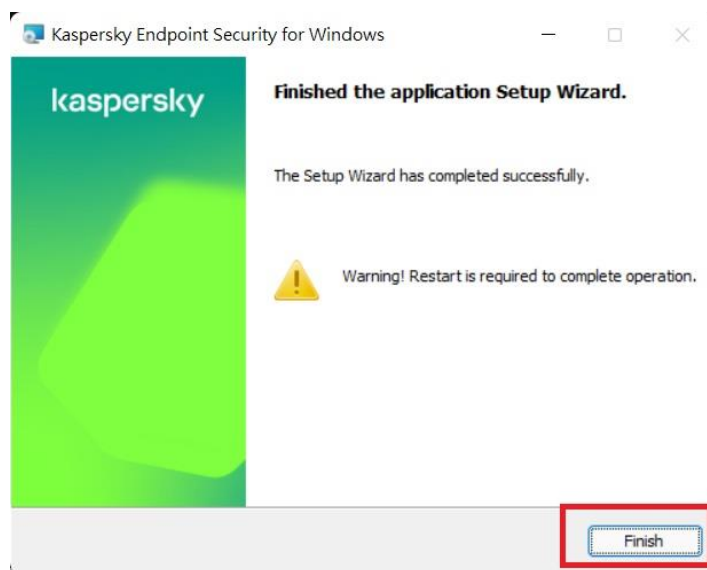 Kaspersky Endpoint Security for Windows
kaspersky
Finished the application Setup Wizard.
The Setup Wizard has completed successfully.
Warning! Restart is required to complete operation.
Finish